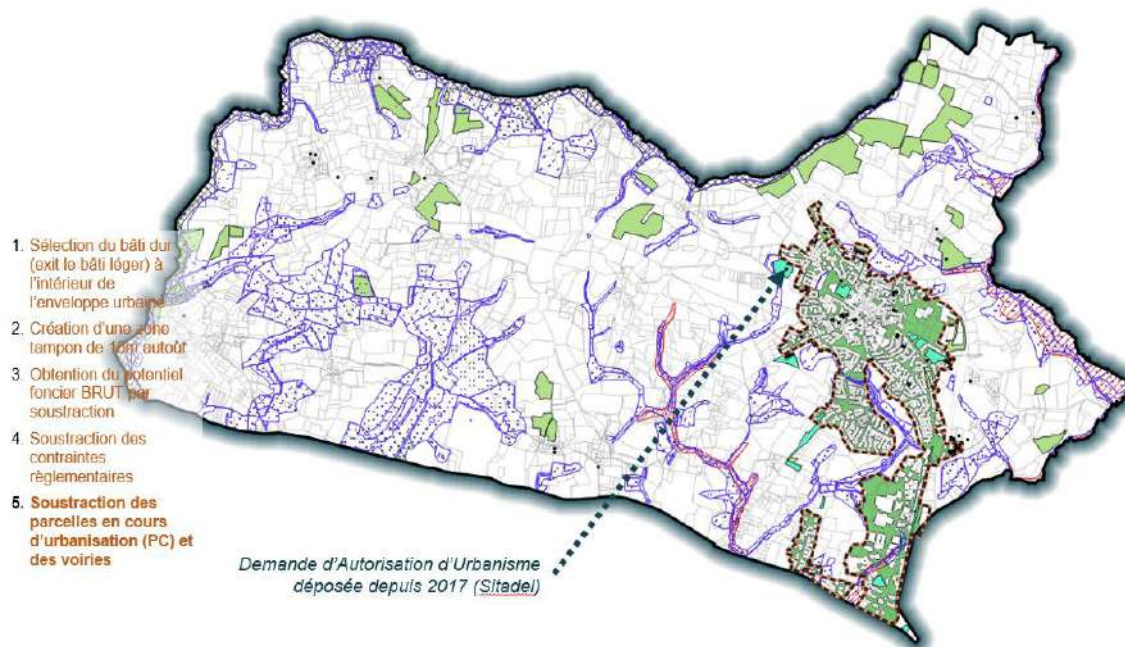 1. Sélection du bâti dur
(exit le bâti léger) à
l'intérieur de
l'enveloppe urbaine
2. Création d'une zone
tampon de 10m autoût
3. Obtention du potentiel
foncier BRUT par
soustraction
4. Soustraction des
contraintes
règlementaires
5. Soustraction des
parcelles en cours
d'urbanisation (PC) et
des voiries
Demande d'Autorisation d'Urbanisme
déposée depuis 2017 (Sitadel)